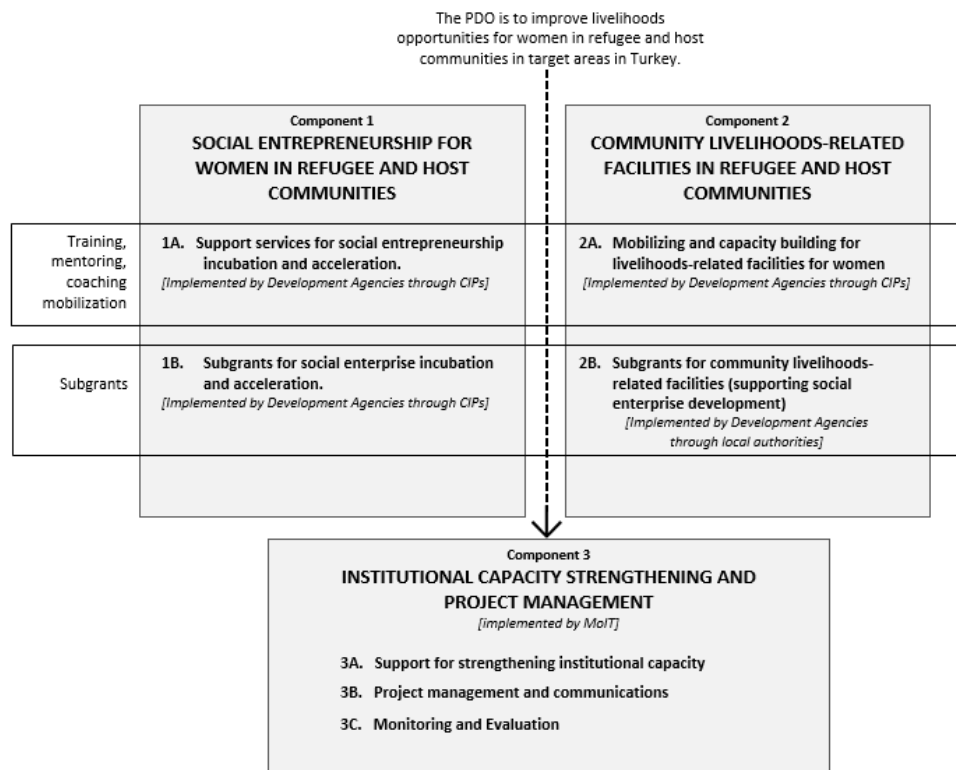 The PDO is to improve livelihoods
opportunities for women in refugee and host
communities in target areas in Turkey.
Component 1
SOCIAL ENTREPRENEURSHIP FOR
WOMEN IN REFUGEE AND HOST
COMMUNITIES
Component 2
COMMUNITY LIVELIHOODS-RELATED
FACILITIES IN REFUGEE AND HOST
COMMUNITIES
Training,
mentoring,
coaching
mobilization
1A. Support services for social entrepreneurship
incubation and acceleration.
[Implemented by Development Agencies through CIPs]
2A. Mobilizing and capacity building for
livelihoods-related facilities for women
[Implemented by Development Agencies through CIPs]
Subgrants
1B. Subgrants for social enterprise incubation
and acceleration.
[Implemented by Development Agencies through CIPs]
2B. Subgrants for community livelihoods-
related facilities (supporting social
enterprise development)
[Implemented by Development Agencies
through local authorities]
Component 3
INSTITUTIONAL CAPACITY STRENGTHENING AND
PROJECT MANAGEMENT
[implemented by MoIT]
3A. Support for strengthening institutional capacity
3B. Project management and communications
3C. Monitoring and Evaluation